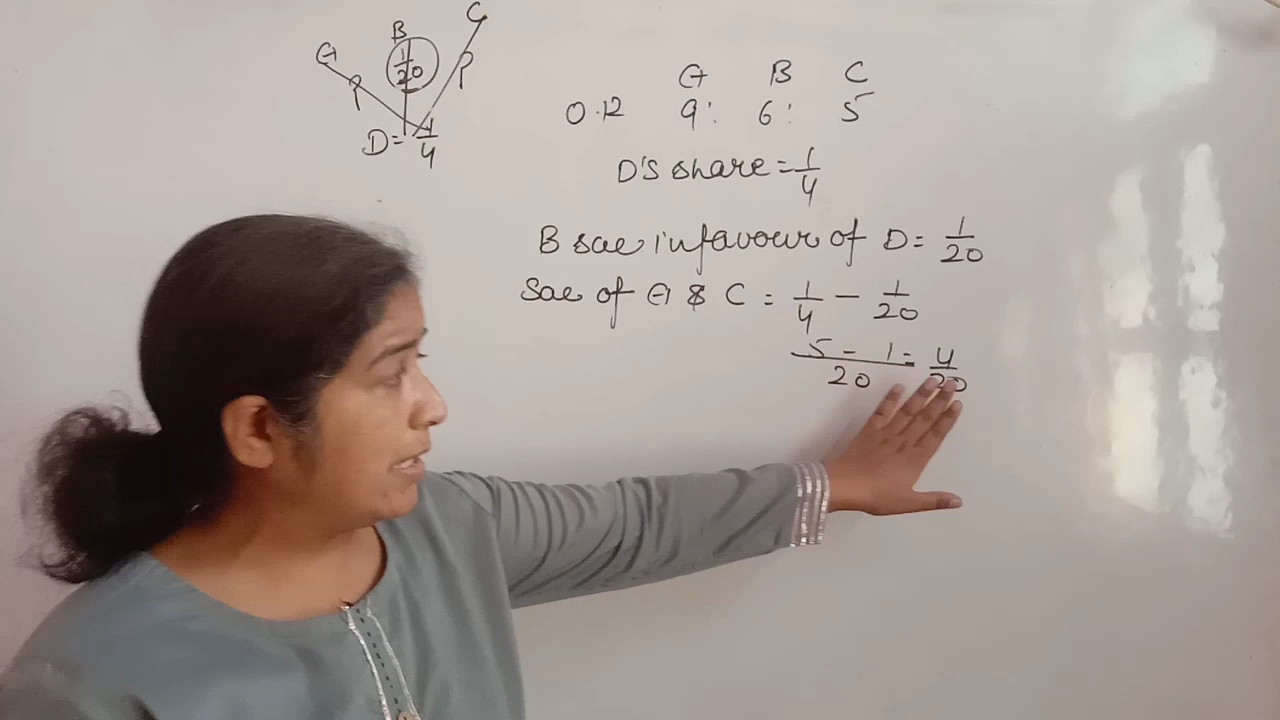 C
B
A
1/20
P P
D = 1/4
A B C
Q.12 9: 6: 5
D'S share = 1/4
B sac in favour of D = 1/20
Sac of A & C = 1/4 - 1/20
5 - 1 / 20 = 4/20